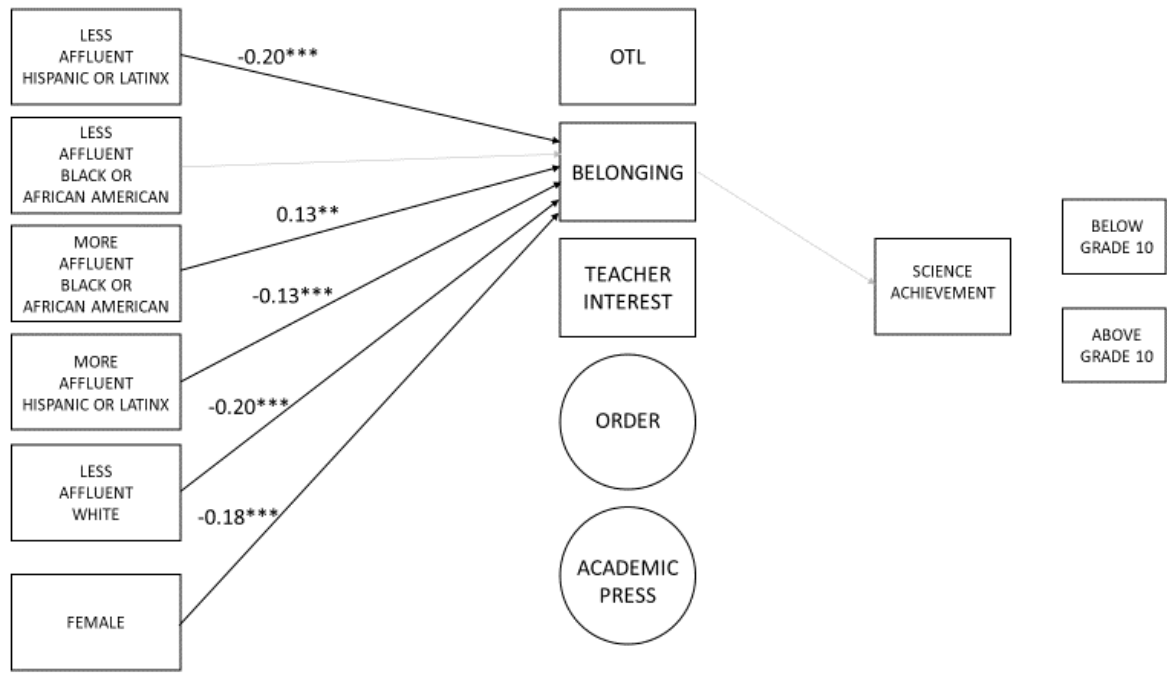 LESS
AFFLUENT
HISPANIC OR LATINX
-0.20***
LESS
AFFLUENT
BLACK OR
AFRICAN AMERICAN
MORE
AFFLUENT
BLACK OR
AFRICAN AMERICAN
0.13**
MORE
AFFLUENT
HISPANIC OR LATINX
-0.13***
LESS
AFFLUENT
WHITE
-0.20***
FEMALE
-0.18***
OTL
BELONGING
TEACHER
INTEREST
ORDER
ACADEMIC
PRESS
SCIENCE
ACHIEVEMENT
BELOW
GRADE 10
ABOVE
GRADE 10